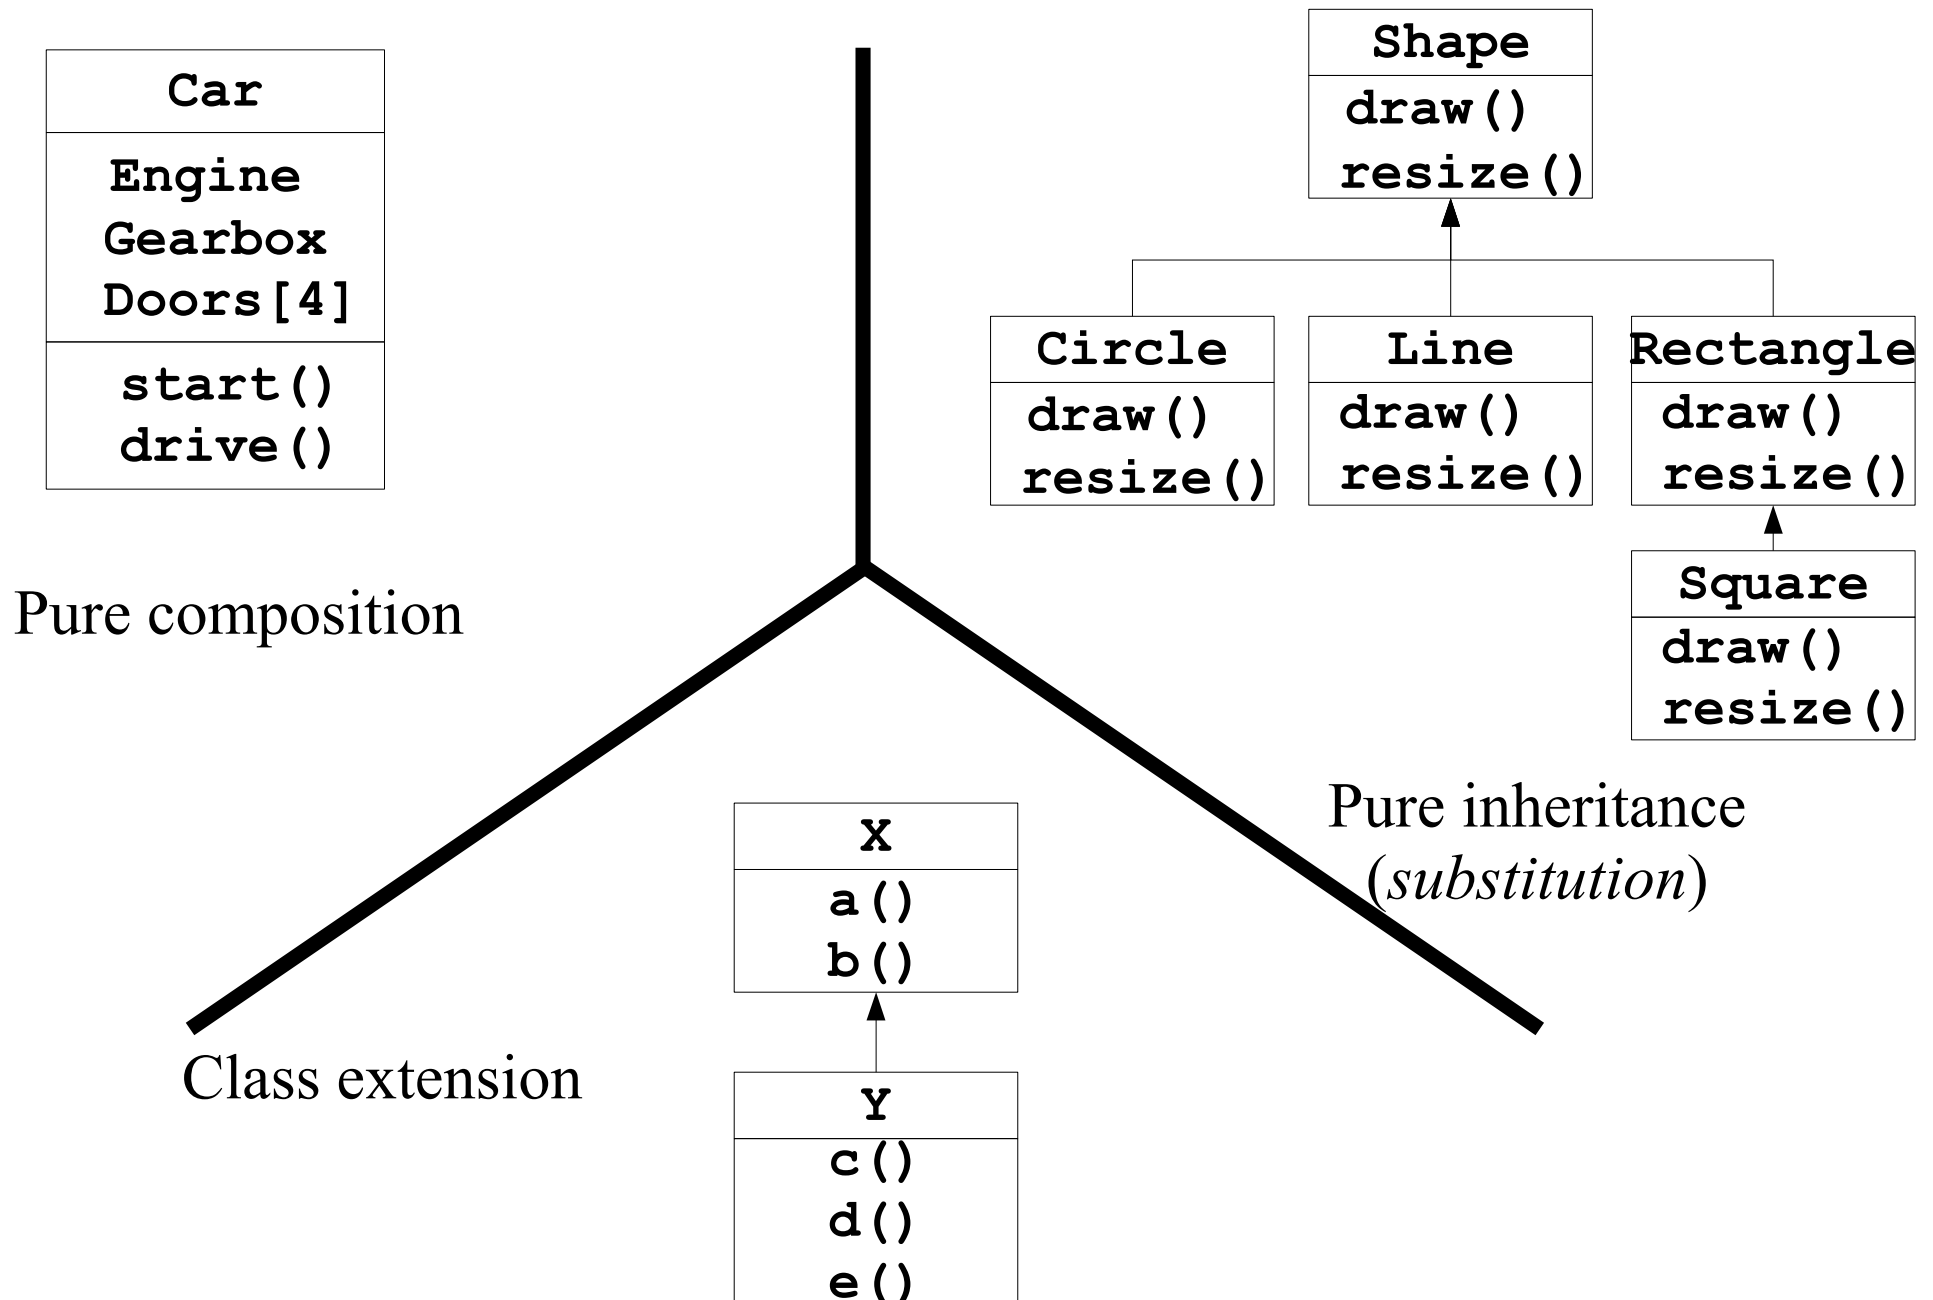 Car
Engine
Gearbox
Doors[4]
start()
drive()
Pure composition
Shape
draw()
resize()
Circle
draw()
resize()
Line
draw()
resize()
Rectangle
draw()
resize()
Square
draw()
resize()
Pure inheritance
(substitution)
Class extension
X
a()
b()
Y
c()
d()
e()